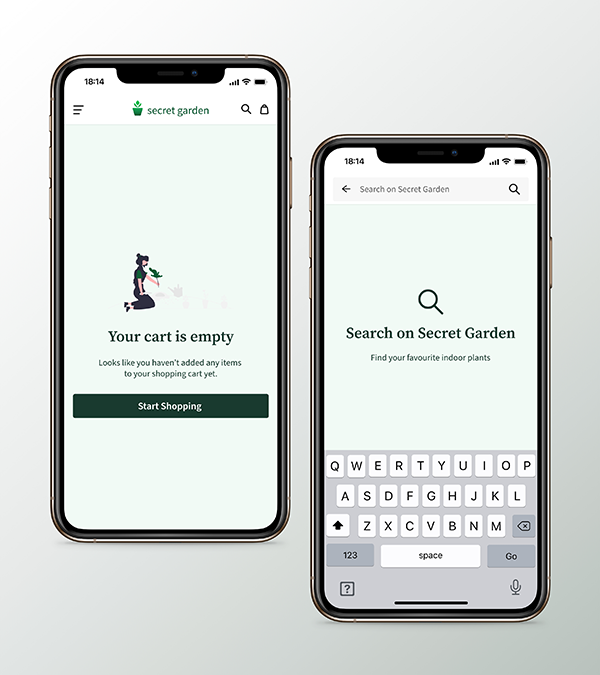 18:14
secret garden
Your cart is empty
Looks like you haven't added any items
to your shopping cart yet.
Start Shopping
18:14
Search on Secret Garden
Search on Secret Garden
Find your favourite indoor plants
Q W E R T Y U I O P
A S D F G H J K L
Z X C V B N M
123 space Go
?